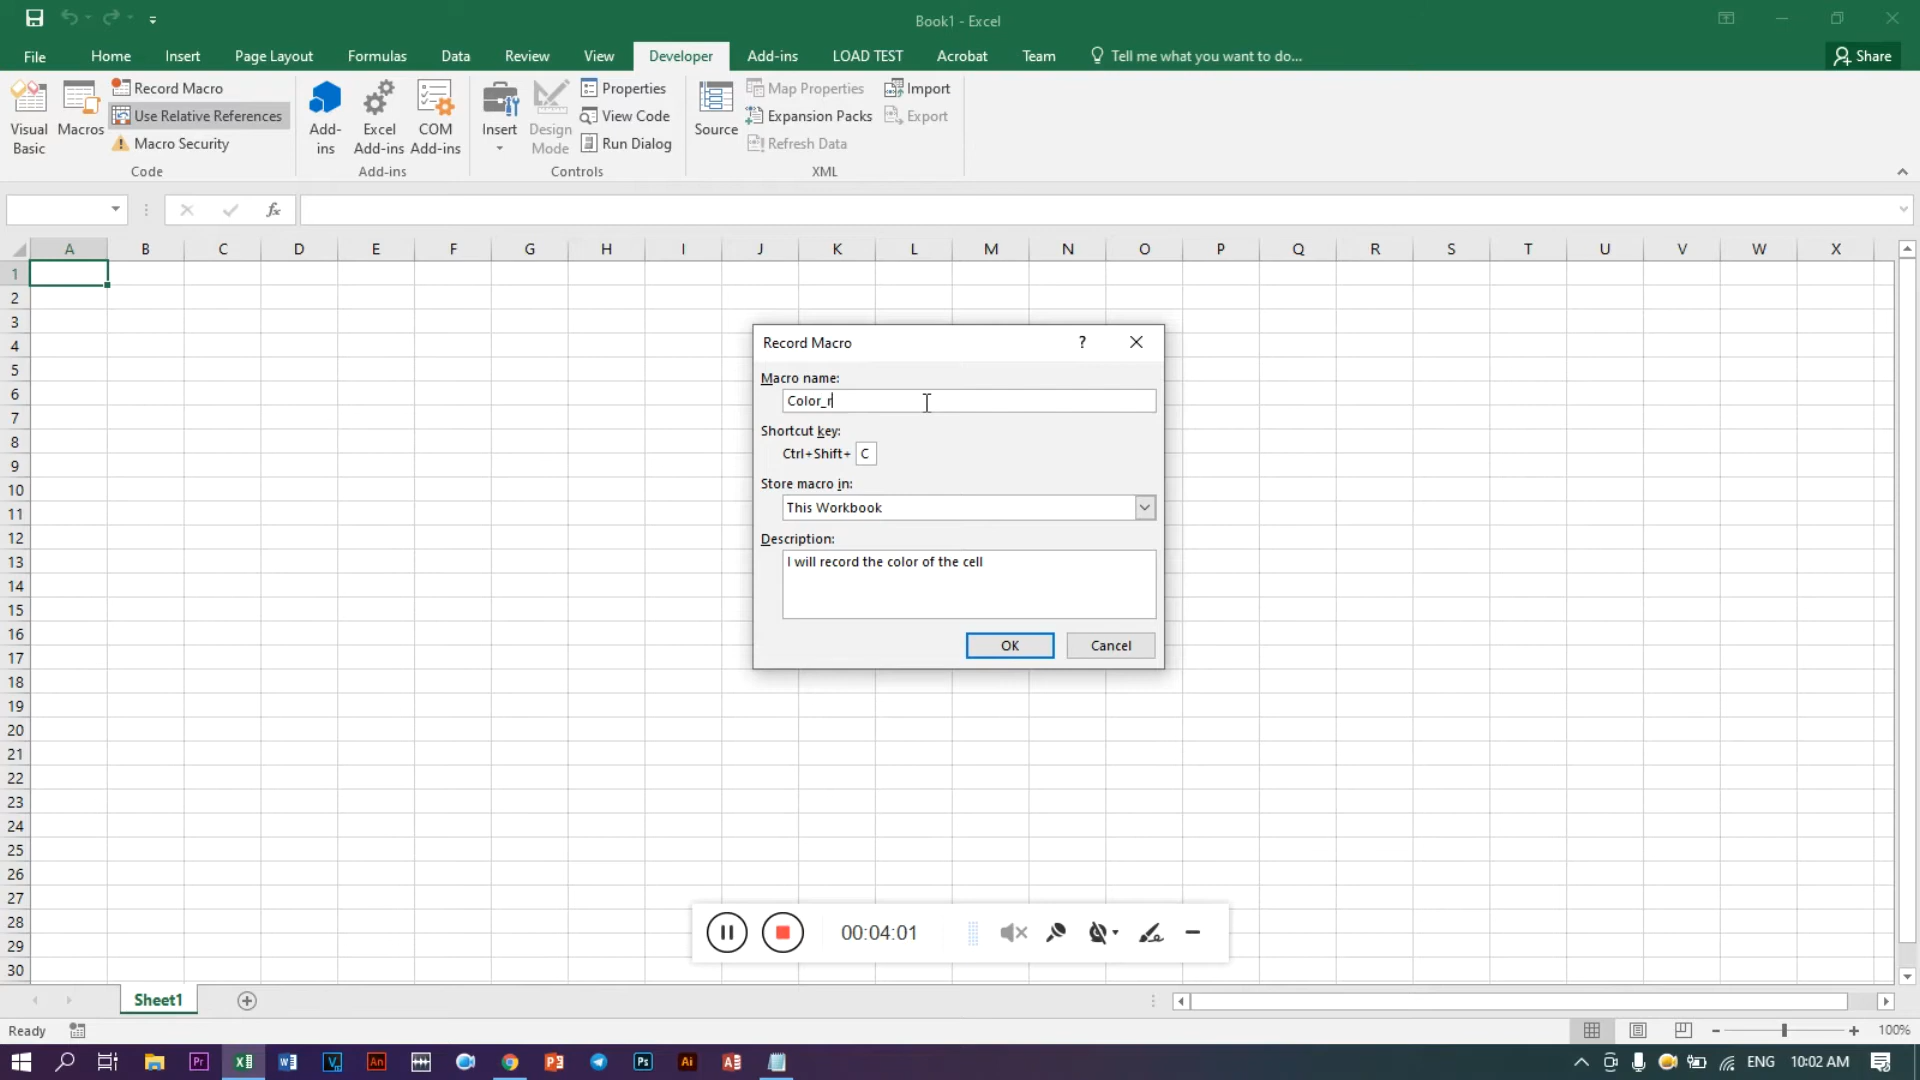 Book1 - Excel
File Home Insert Page Layout Formulas Data Review View Developer Add-ins LOAD TEST Acrobat Team Tell me what you want to do... Share
Visual Basic
Macros
Record Macro
Use Relative References
Macro Security
Code
Add-ins
Excel Add-ins
COM Add-ins
Add-ins
Insert
Design Mode
Properties
View Code
Run Dialog
Controls
Source
Map Properties
Expansion Packs
Refresh Data
Import
Export
XML
fx
A B C D E F G H I J K L M N O P Q R S T U V W X
1
2
3
4
5
6
7
8
9
10
11
12
13
14
15
16
17
18
19
20
21
22
23
24
25
26
27
28
29
30
Record Macro ?
Macro name:
Color_r
Shortcut key:
Ctrl+Shift+ C
Store macro in:
This Workbook
Description:
I will record the color of the cell
OK Cancel
00:04:01
Sheet1
Ready 100%
Pr V An Ps Ai ENG 10:02 AM